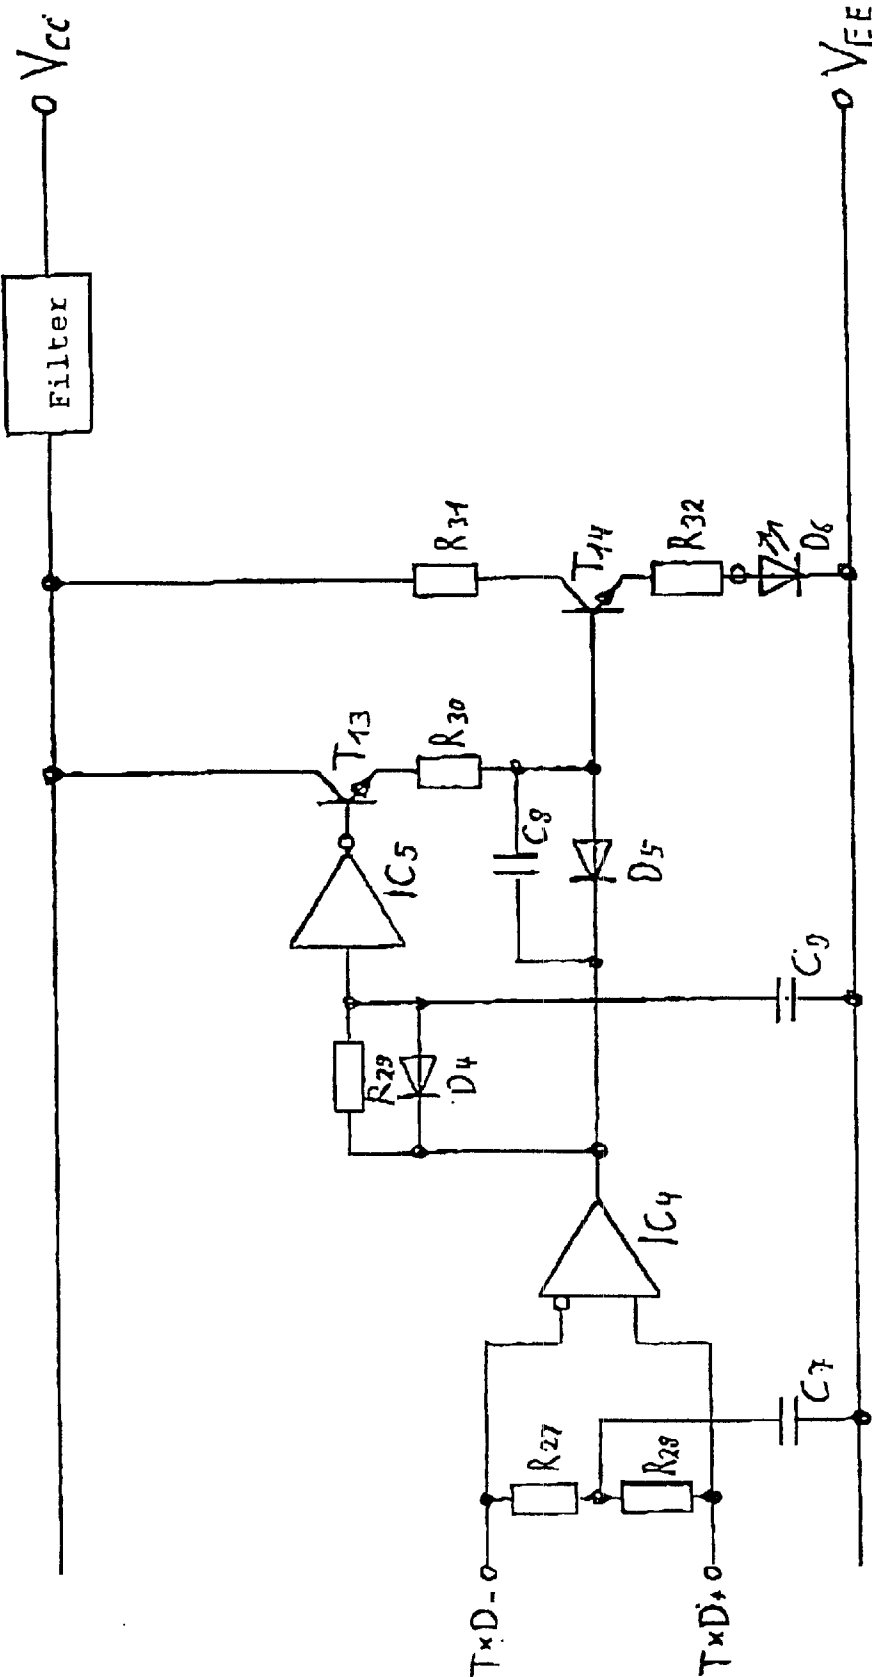 VCC
VEE
Filter
R31
T14
R32
D6
T13
R30
C8
IC5
D5
R29
D4
C9
IC4
R27
R28
C7
TxD-
TxD+